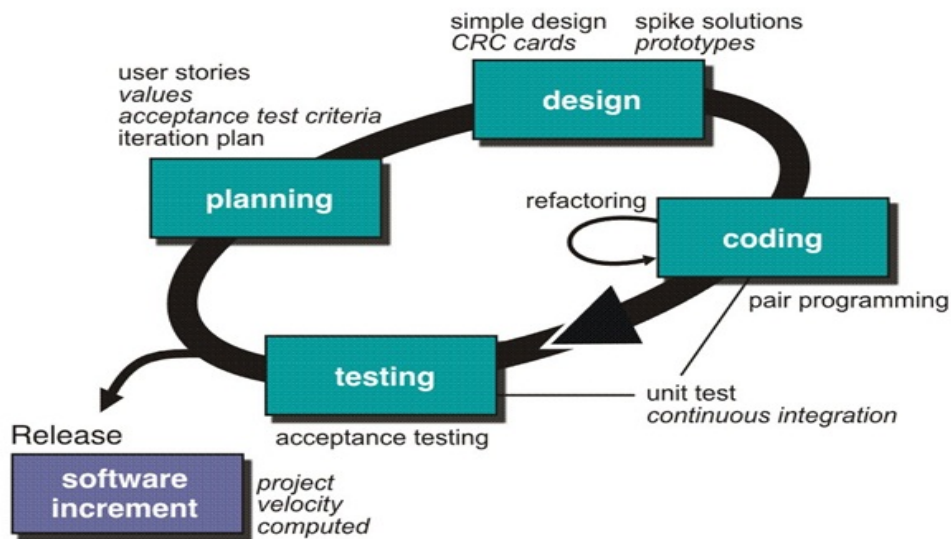 simple design
CRC cards
spike solutions
prototypes
user stories
values
acceptance test criteria
iteration plan
design
planning
refactoring
coding
pair programming
testing
unit test
continuous integration
acceptance testing
Release
software
increment
project
velocity
computed